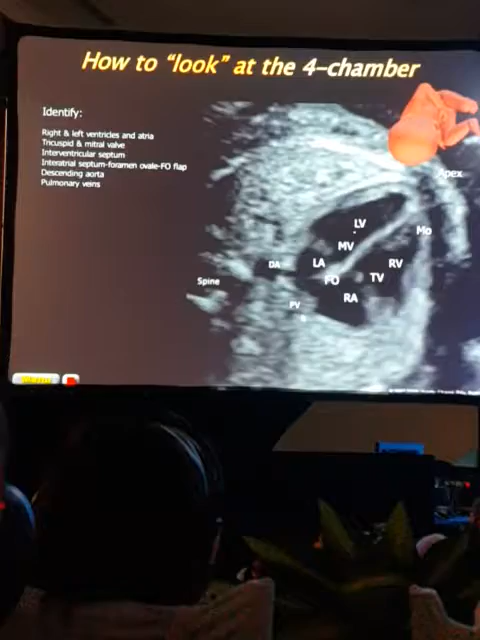 How to "look" at the 4-chamber
Identify:
Right & left ventricles and atria
Tricuspid & mitral valve
Interventricular septum
Interatrial septum-foramen ovale-FO flap
Descending aorta
Pulmonary veins
Apex
LV
Mo
MV
DA
LA
RV
FO
TV
Spine
RA
PV